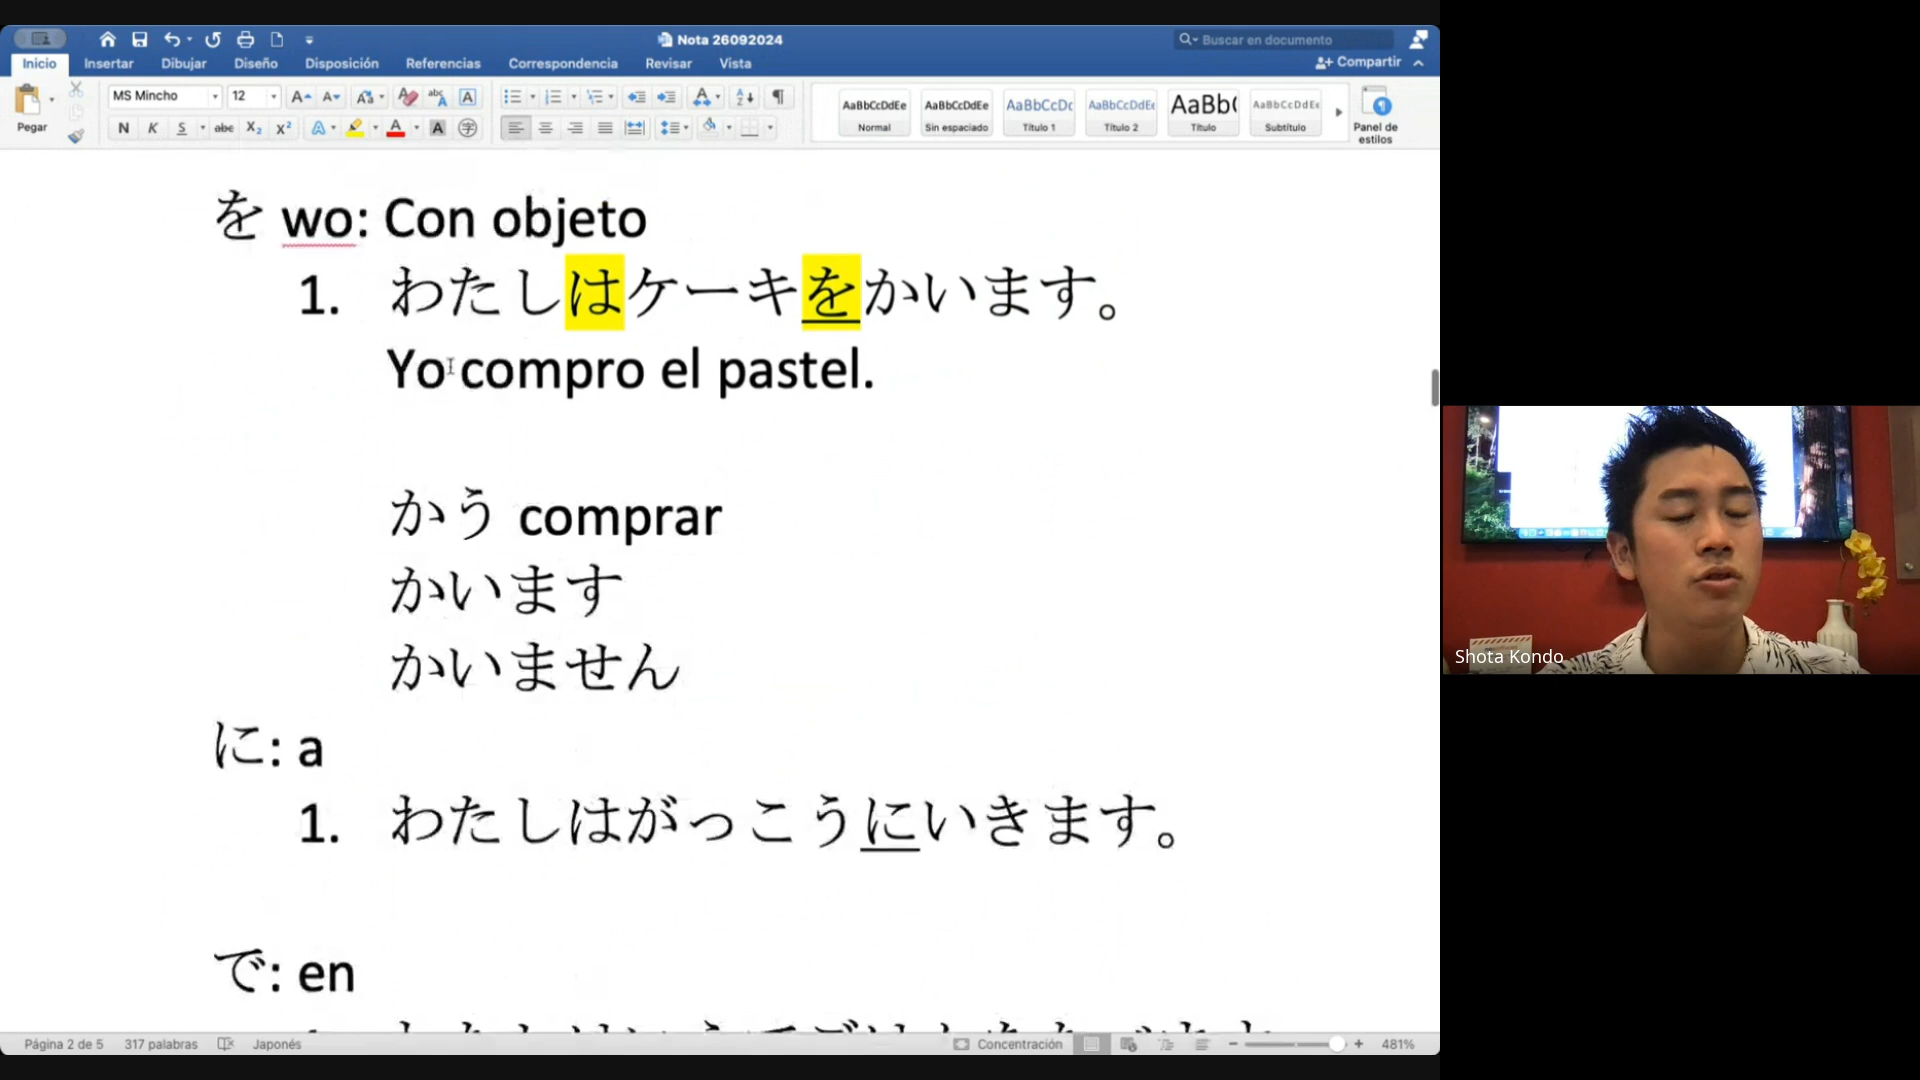 Nota 26092024
Buscar en documento
Inicio
Insertar
Dibujar
Diseño
Disposición
Referencias
Correspondencia
Revisar
Vista
Compartir
Pegar
MS Mincho
12
AaBbCcDdEe
Normal
AaBbCcDdEe
Sin espaciado
AaBbCcDc
Título 1
AaBbCcDdEe
Título 2
AaBb(
Título
AaBbCcDdEe
Subtítulo
Panel de
estilos
を wo: Con objeto
1. わたしはケーキをかいます。
Yo compro el pastel.
かう comprar
かいます
かいません
に: a
1. わたしはがっこうにいきます。
で: en
Página 2 de 5
317 palabras
Japonés
Concentración
481%
Shota Kondo